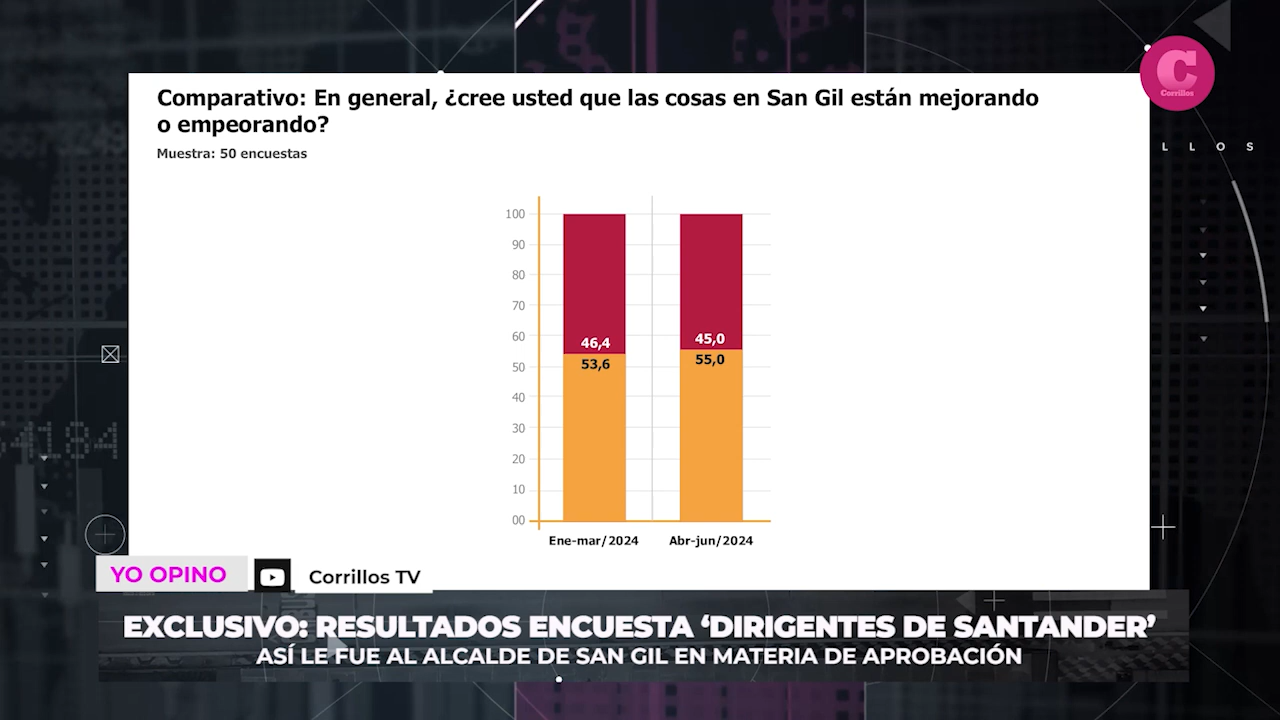 Comparativo: En general, ¿cree usted que las cosas en San Gil están mejorando
o empeorando?
Muestra: 50 encuestas
C
Corrillos
L L O S
100
90
80
70
60
50
40
30
20
10
00
46,4
53,6
45,0
55,0
Ene-mar/2024
Abr-jun/2024
4184
YO OPINO
Corrillos TV
EXCLUSIVO: RESULTADOS ENCUESTA ‘DIRIGENTES DE SANTANDER’
ASÍ LE FUE AL ALCALDE DE SAN GIL EN MATERIA DE APROBACIÓN